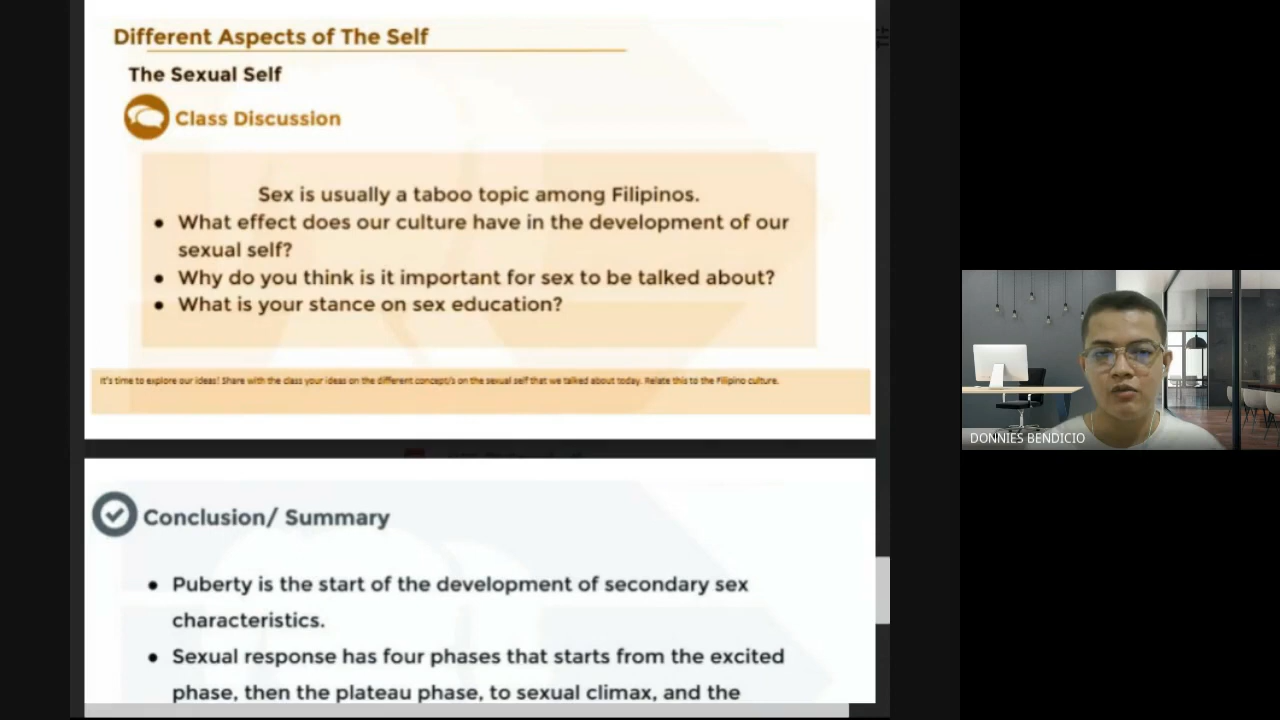 Different Aspects of The Self
The Sexual Self
Class Discussion
Sex is usually a taboo topic among Filipinos.
• What effect does our culture have in the development of our
sexual self?
• Why do you think is it important for sex to be talked about?
• What is your stance on sex education?
It's time to explore our ideas! Share with the class your ideas on the different concept/s on the sexual self that we talked about today. Relate this to the Filipino culture.
Conclusion/ Summary
• Puberty is the start of the development of secondary sex
characteristics.
• Sexual response has four phases that starts from the excited
phase, then the plateau phase, to sexual climax, and the
DONNIES BENDICIO